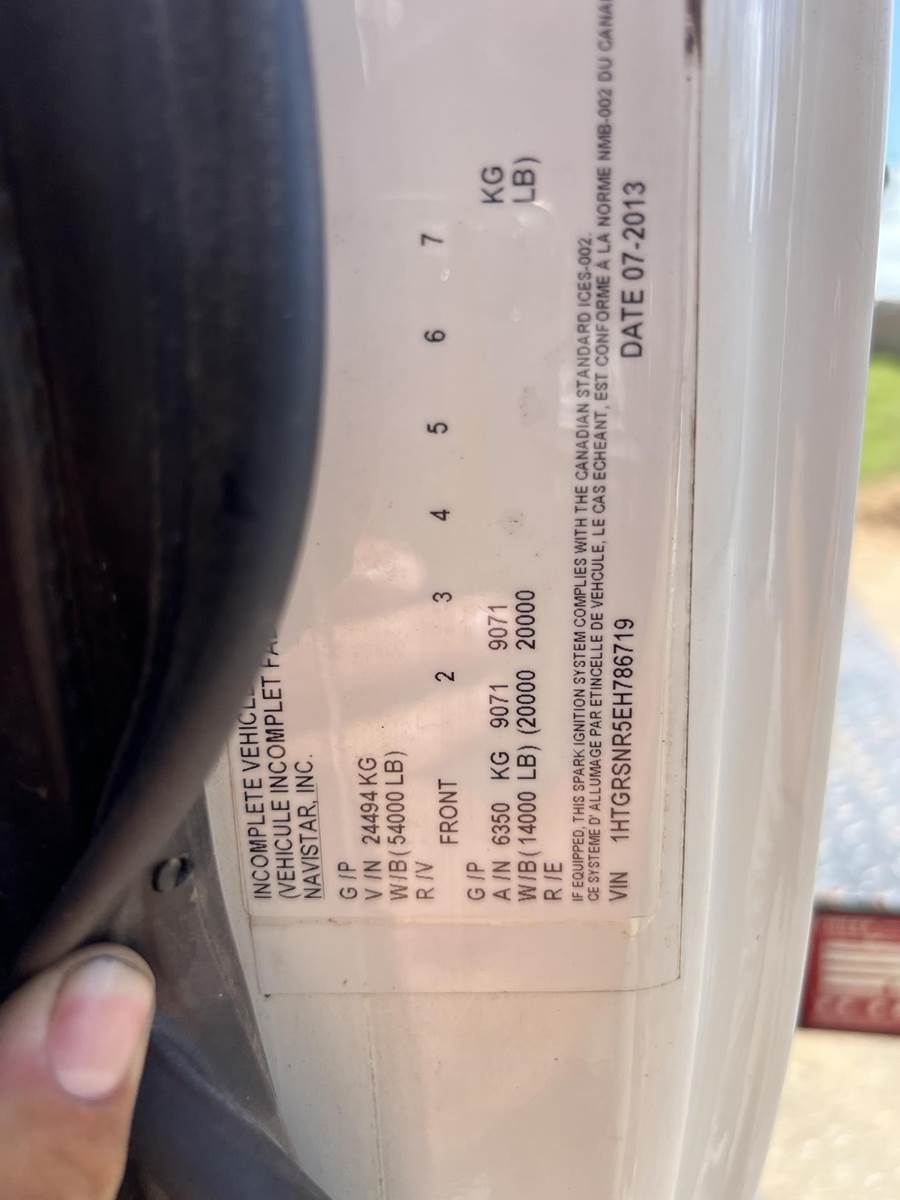 INCOMPLETE VEHICLE
(VEHICULE INCOMPLET
NAVISTAR, INC.
G /P
V /N 24494 KG
W/B( 54000 LB)
R /V FRONT 2 3 4 5 6 7
G /P
A /N 6350 KG 9071 9071 KG
W/B( 14000 LB) (20000 20000 LB)
R /E
IF EQUIPPED, THIS SPARK IGNITION SYSTEM COMPLIES WITH THE CANADIAN STANDARD ICES-002.
CE SYSTEME D' ALLUMAGE PAR ETINCELLE DE VEHCULE, LE CAS ECHEANT, EST CONFORME À LA NORME NMB-002 DU
VIN 1HTGRSNR5EH786719 DATE 07-2013